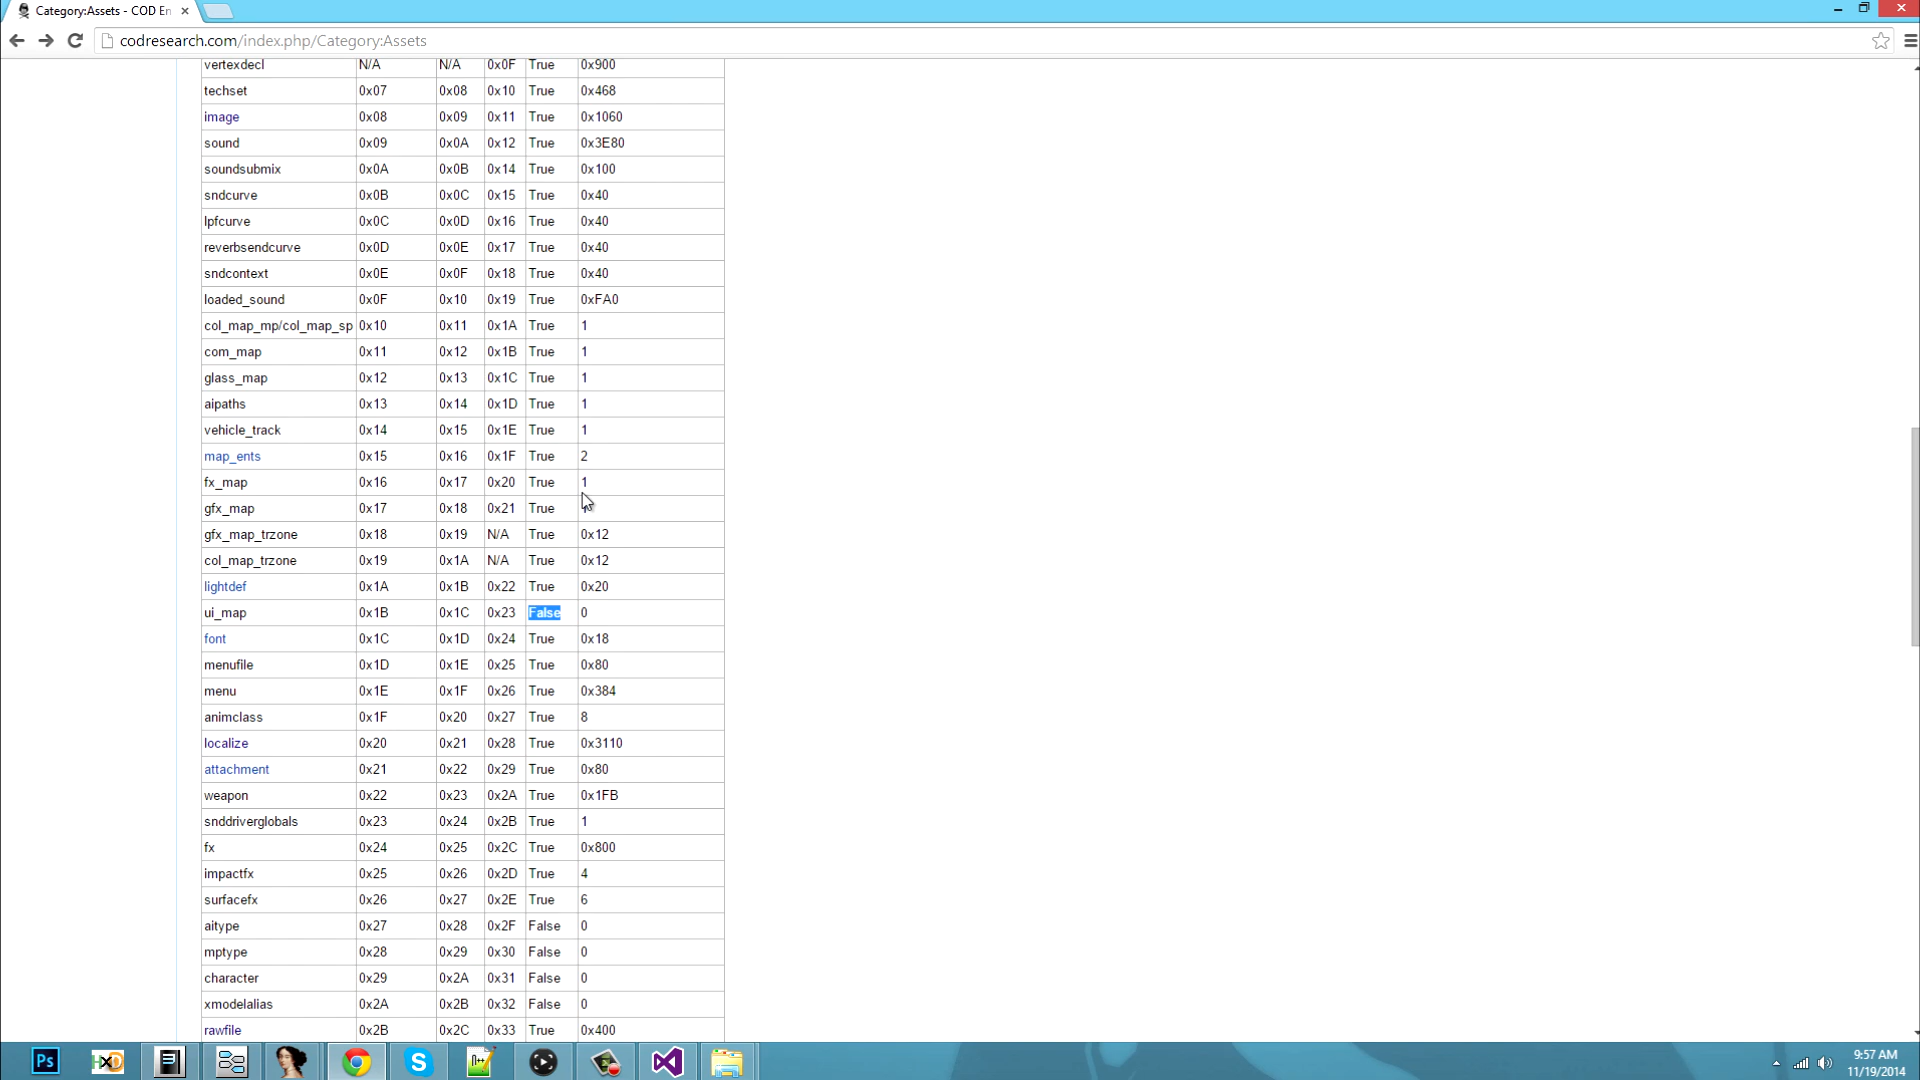 Category:Assets - COD En
codresearch.com/index.php/Category:Assets
vertexdecl N/A N/A 0x0F True 0x900
techset 0x07 0x08 0x10 True 0x468
image 0x08 0x09 0x11 True 0x1060
sound 0x09 0x0A 0x12 True 0x3E80
soundsubmix 0x0A 0x0B 0x14 True 0x100
sndcurve 0x0B 0x0C 0x15 True 0x40
lpfcurve 0x0C 0x0D 0x16 True 0x40
reverbsendcurve 0x0D 0x0E 0x17 True 0x40
sndcontext 0x0E 0x0F 0x18 True 0x40
loaded_sound 0x0F 0x10 0x19 True 0xFA0
col_map_mp/col_map_sp 0x10 0x11 0x1A True 1
com_map 0x11 0x12 0x1B True 1
glass_map 0x12 0x13 0x1C True 1
aipaths 0x13 0x14 0x1D True 1
vehicle_track 0x14 0x15 0x1E True 1
map_ents 0x15 0x16 0x1F True 2
fx_map 0x16 0x17 0x20 True 1
gfx_map 0x17 0x18 0x21 True
gfx_map_trzone 0x18 0x19 N/A True 0x12
col_map_trzone 0x19 0x1A N/A True 0x12
lightdef 0x1A 0x1B 0x22 True 0x20
ui_map 0x1B 0x1C 0x23 False 0
font 0x1C 0x1D 0x24 True 0x18
menufile 0x1D 0x1E 0x25 True 0x80
menu 0x1E 0x1F 0x26 True 0x384
animclass 0x1F 0x20 0x27 True 8
localize 0x20 0x21 0x28 True 0x3110
attachment 0x21 0x22 0x29 True 0x80
weapon 0x22 0x23 0x2A True 0x1FB
snddriverglobals 0x23 0x24 0x2B True 1
fx 0x24 0x25 0x2C True 0x800
impactfx 0x25 0x26 0x2D True 4
surfacefx 0x26 0x27 0x2E True 6
aitype 0x27 0x28 0x2F False 0
mptype 0x28 0x29 0x30 False 0
character 0x29 0x2A 0x31 False 0
xmodelalias 0x2A 0x2B 0x32 False 0
rawfile 0x2B 0x2C 0x33 True 0x400
Ps
9:57 AM
11/19/2014